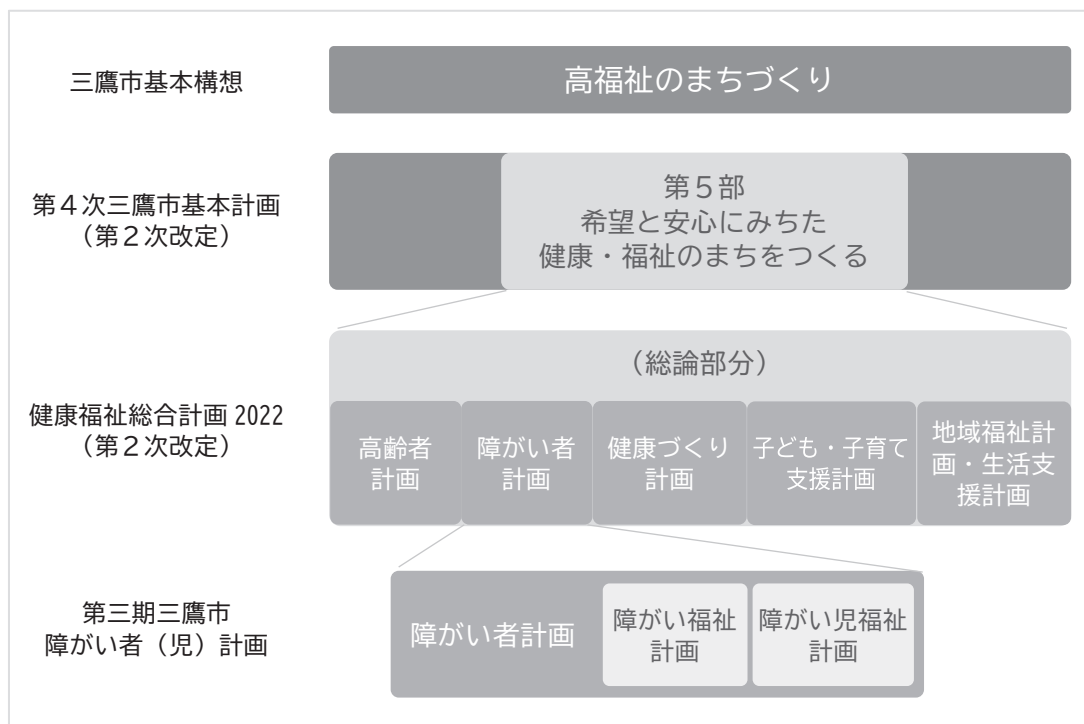 三鷹市基本構想
高福祉のまちづくり
第４次三鷹市基本計画
（第２次改定）
第５部
希望と安心にみちた
健康・福祉のまちをつくる
健康福祉総合計画 2022
（第２次改定）
（総論部分）
高齢者
計画
障がい者
計画
健康づくり
計画
子ども・子育て
支援計画
地域福祉計
画・生活支
援計画
第三期三鷹市
障がい者（児）計画
障がい者計画
障がい福祉
計画
障がい児福祉
計画